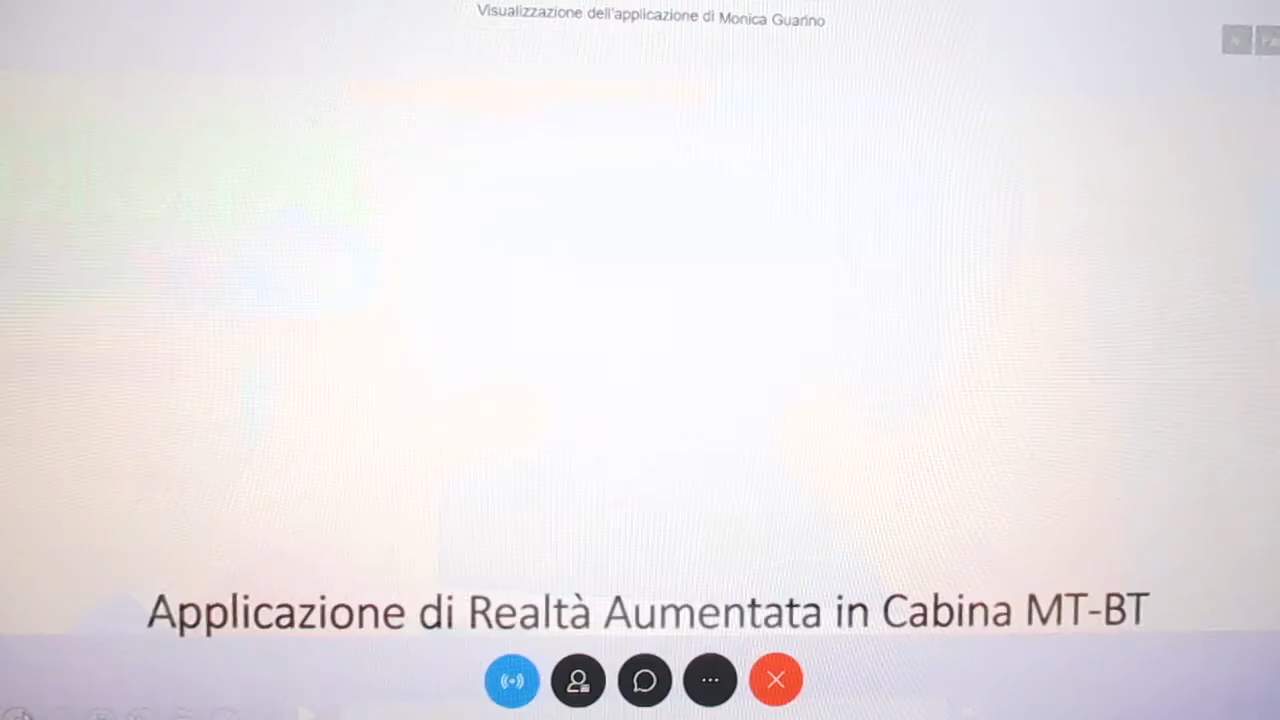 Visualizzazione dell'applicazione di Monica Guarino
Applicazione di Realtà Aumentata in Cabina MT-BT